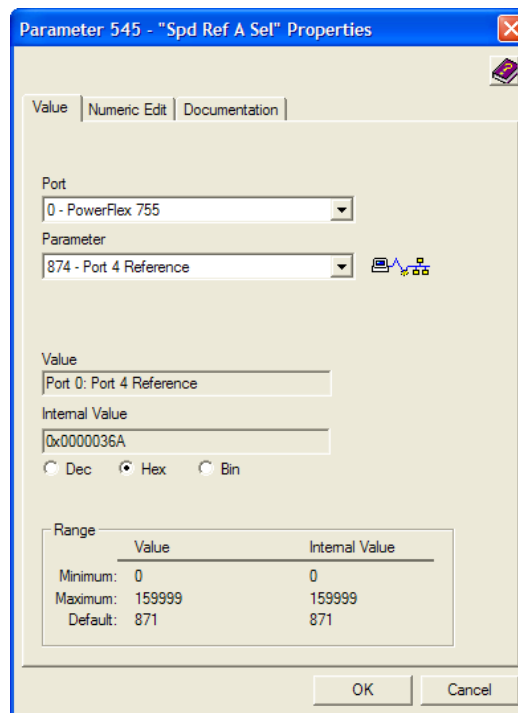 Parameter 545 - "Spd Ref A Sel" Properties
Value Numeric Edit Documentation
Port
0 - PowerFlex 755
Parameter
874 - Port 4 Reference
Value
Port 0: Port 4 Reference
Internal Value
0x0000036A
Dec Hex Bin
Range
Value Internal Value
Minimum: 0 0
Maximum: 159999 159999
Default: 871 871
OK Cancel